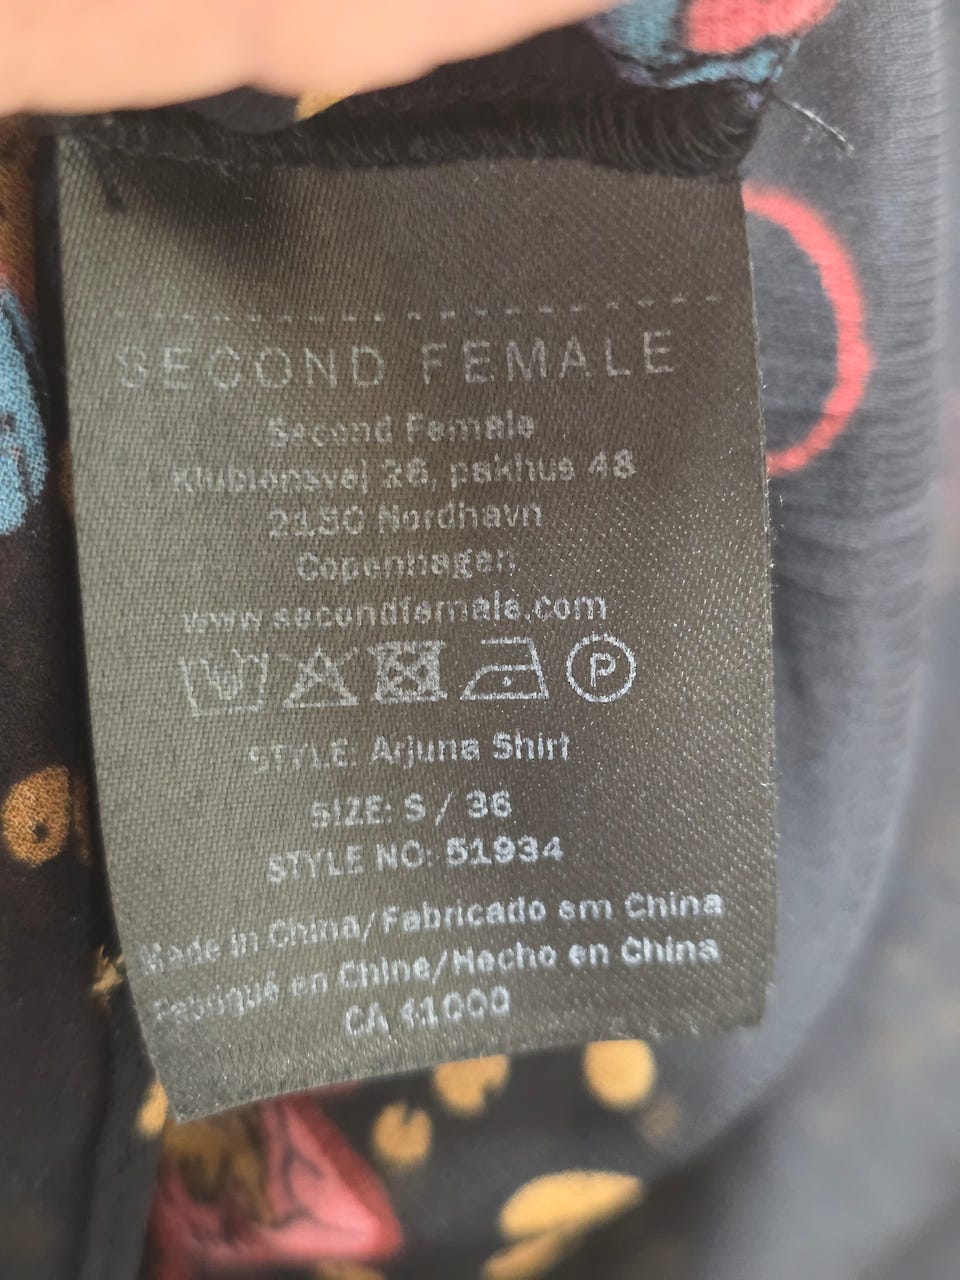 SECOND FEMALE
Second Female
Klubiensvej 26, pakhus 48
2150 Nordhavn
Copenhagen
www.secondfemale.com
P
STYLE: Arjuna Shirt
SIZE: S / 36
STYLE NO: 51934
Made in China/Fabricado em China
Fabriqué en Chine/Hecho en China
CA